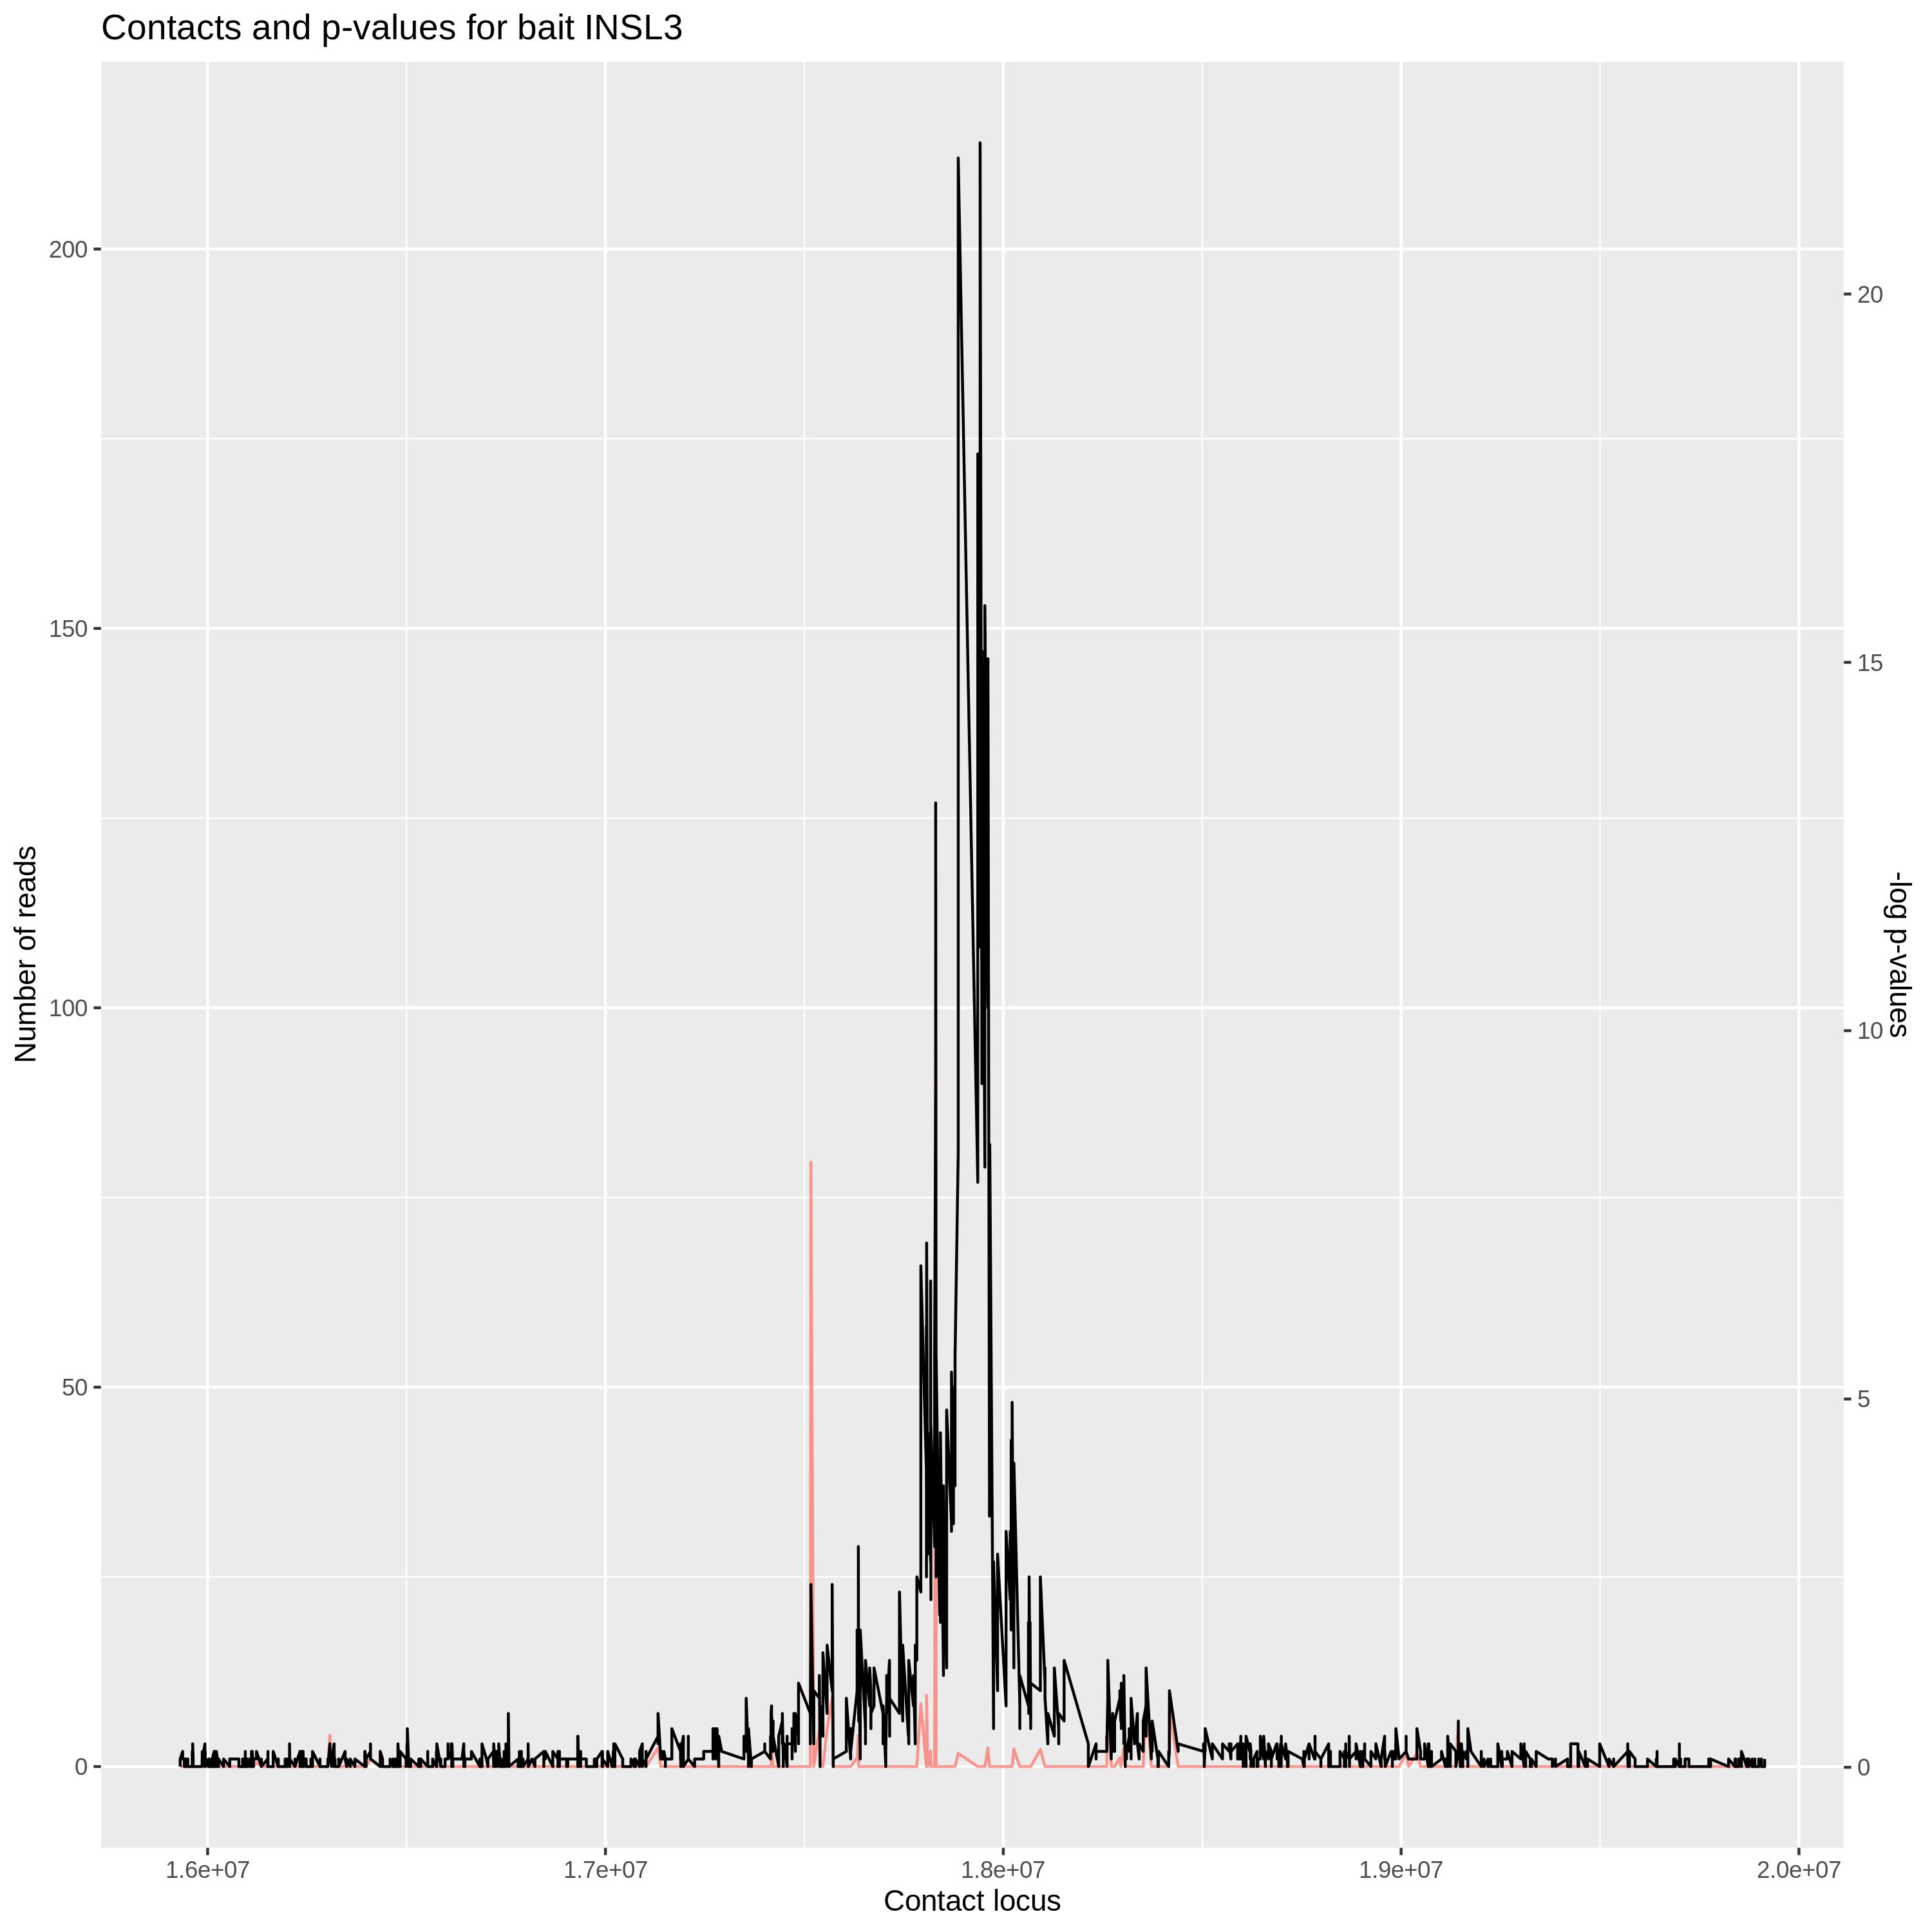 Contacts and p-values for bait INSL3
200
150
100
50
0
Number of reads
20
15
10
5
0
-log p-values
1.6e+07
1.7e+07
1.8e+07
1.9e+07
2.0e+07
Contact locus